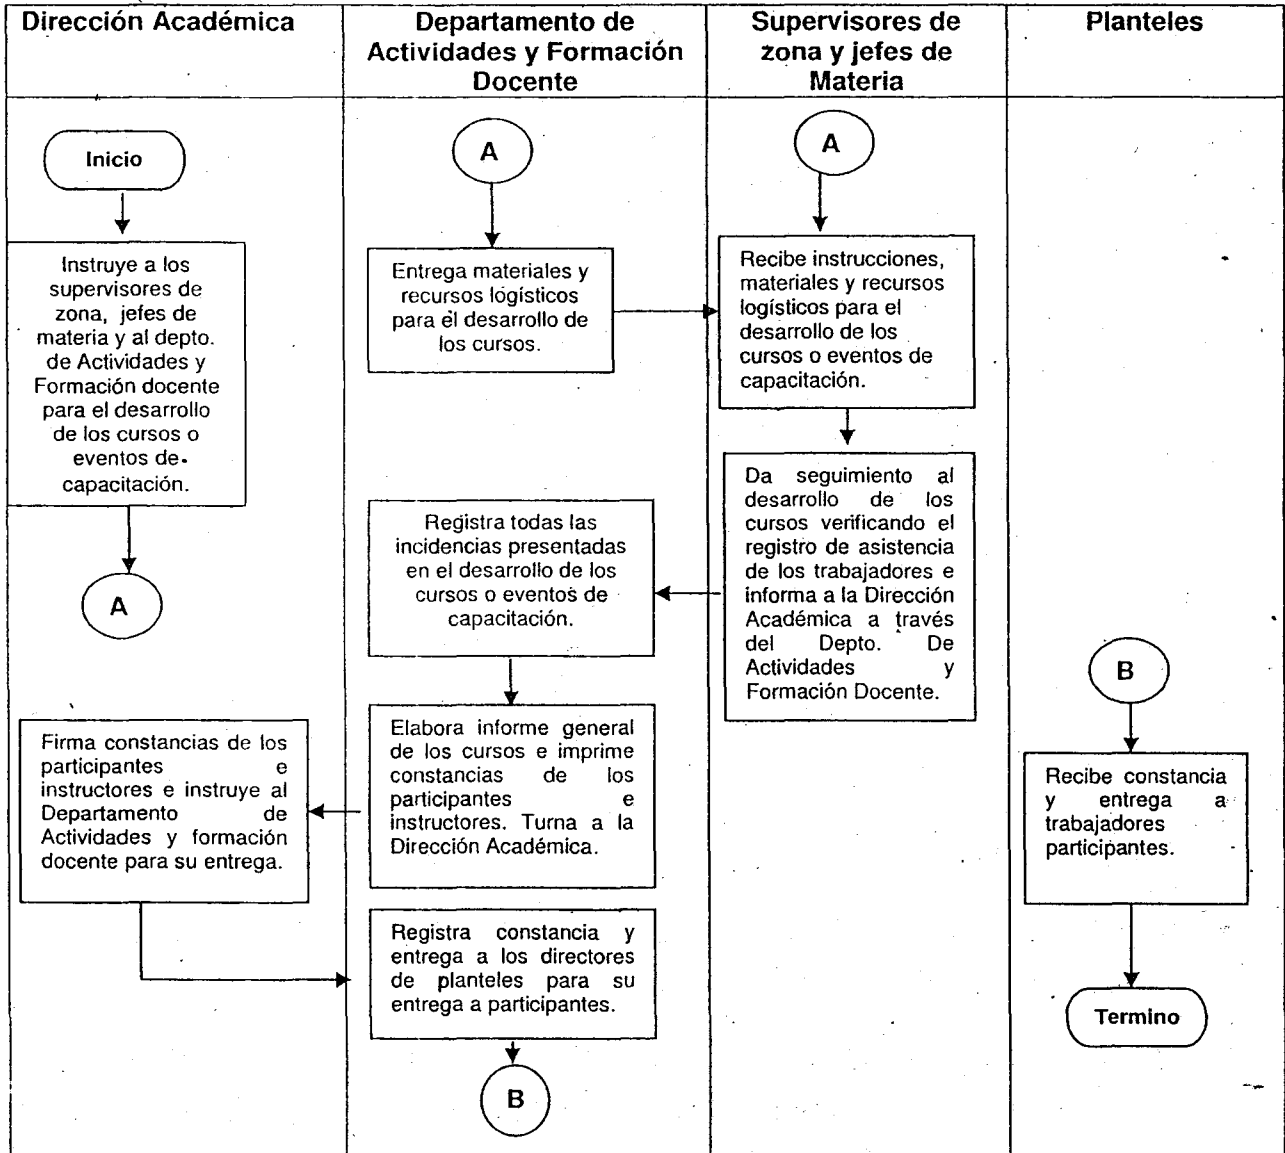 Dirección Académica
Departamento de
Actividades y Formación
Docente
Supervisores de
zona y jefes de
Materia
Planteles
Inicio
Instruye a los
supervisores de
zona, jefes de
materia y al depto.
de Actividades y
Formación docente
para el desarrollo
de los cursos o
eventos de
capacitación.
A
Firma constancias de los
participantes e
instructores e instruye al
Departamento de
Actividades y formación
docente para su entrega.
A
Entrega materiales y
recursos logísticos
para el desarrollo de
los cursos.
Registra todas las
incidencias presentadas
en el desarrollo de los
cursos o eventos de
capacitación.
Elabora informe general
de los cursos e imprime
constancias de los
participantes e
instructores. Turna a la
Dirección Académica.
Registra constancia y
entrega a los directores
de planteles para su
entrega a participantes.
B
A
Recibe instrucciones,
materiales y recursos
logísticos para el
desarrollo de los
cursos o eventos de
capacitación.
Da seguimiento al
desarrollo de los
cursos verificando el
registro de asistencia
de los trabajadores e
informa a la Dirección
Académica a través
del Depto. De
Actividades y
Formación Docente.
B
Recibe constancia
y entrega a
trabajadores
participantes.
Termino